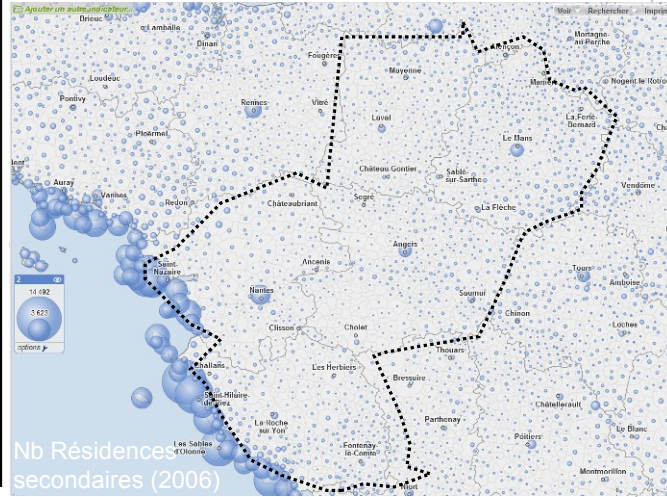 Ajouter un autre indicateur...
Voir
Rechercher
Imprim
Brieuc
Lamballe
Dinan
Fougères
Mayenne
Alençon
Mortagne
au Perche
Loudéac
Pontivy
Rennes
Vitré
Laval
Mamers
Nogent le Rotrou
Ploërmel
La Ferté-
Bernard
Le Mans
Château Gontier
Sablé-
sur-Sarthe
Vendôme
Auray
Vannes
Redon
Châteaubriant
Segré
La Flèche
Saint-
Nazaire
Angers
Ancenis
Tours
Amboise
2
14 492
3 623
options
Nantes
Saumur
Chinon
Loches
Clisson
Cholet
Thouars
Challans
Les Herbiers
Bressuire
Saint-Hilaire-
de-Riez
Châtellerault
La Roche
sur Yon
Parthenay
Le Blanc
Les Sables
d'Olonne
Fontenay-
le-Comte
Poitiers
Niort
Montmorillon
Nb Résidences
secondaires (2006)